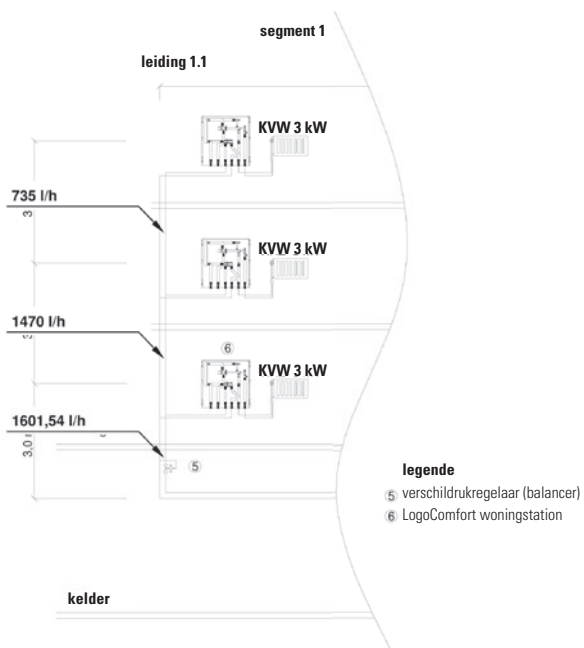 segment 1
leiding 1.1
KVW 3 kW
735 l/h
3
KVW 3 kW
1470 l/h
6
KVW 3 kW
1601,54 l/h
3,0
5
legende
5 verschildrukregelaar (balancer)
6 LogoComfort woningstation
kelder